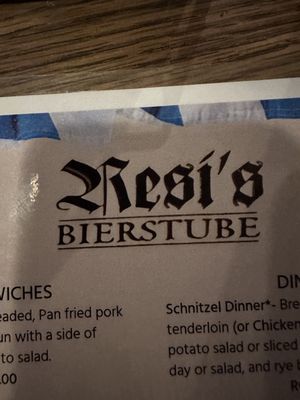 Resi's
BIERSTUBE
WICHES
eaded, Pan fried pork
un with a side of
to salad.
.00
DIN
Schnitzel Dinner*- Bre
tenderloin (or Chicken
potato salad or sliced
day or salad, and rye b